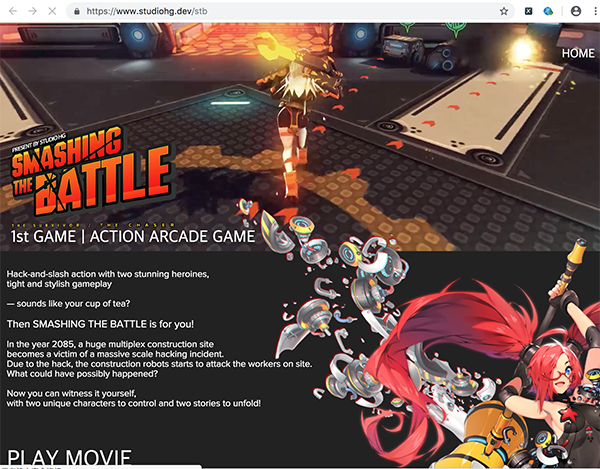 https://www.studiohg.dev/stb
HOME
PRESENT BY STUDIO HG
SMASHING
THE BATTLE
THE SURVIVOR / THE CHASER
1st GAME | ACTION ARCADE GAME
Hack-and-slash action with two stunning heroines,
tight and stylish gameplay
— sounds like your cup of tea?
Then SMASHING THE BATTLE is for you!
In the year 2085, a huge multiplex construction site
becomes a victim of a massive scale hacking incident.
Due to the hack, the construction robots starts to attack the workers on site.
What could have possibly happened?
Now you can witness it yourself,
with two unique characters to control and two stories to unfold!
PLAY MOVIE